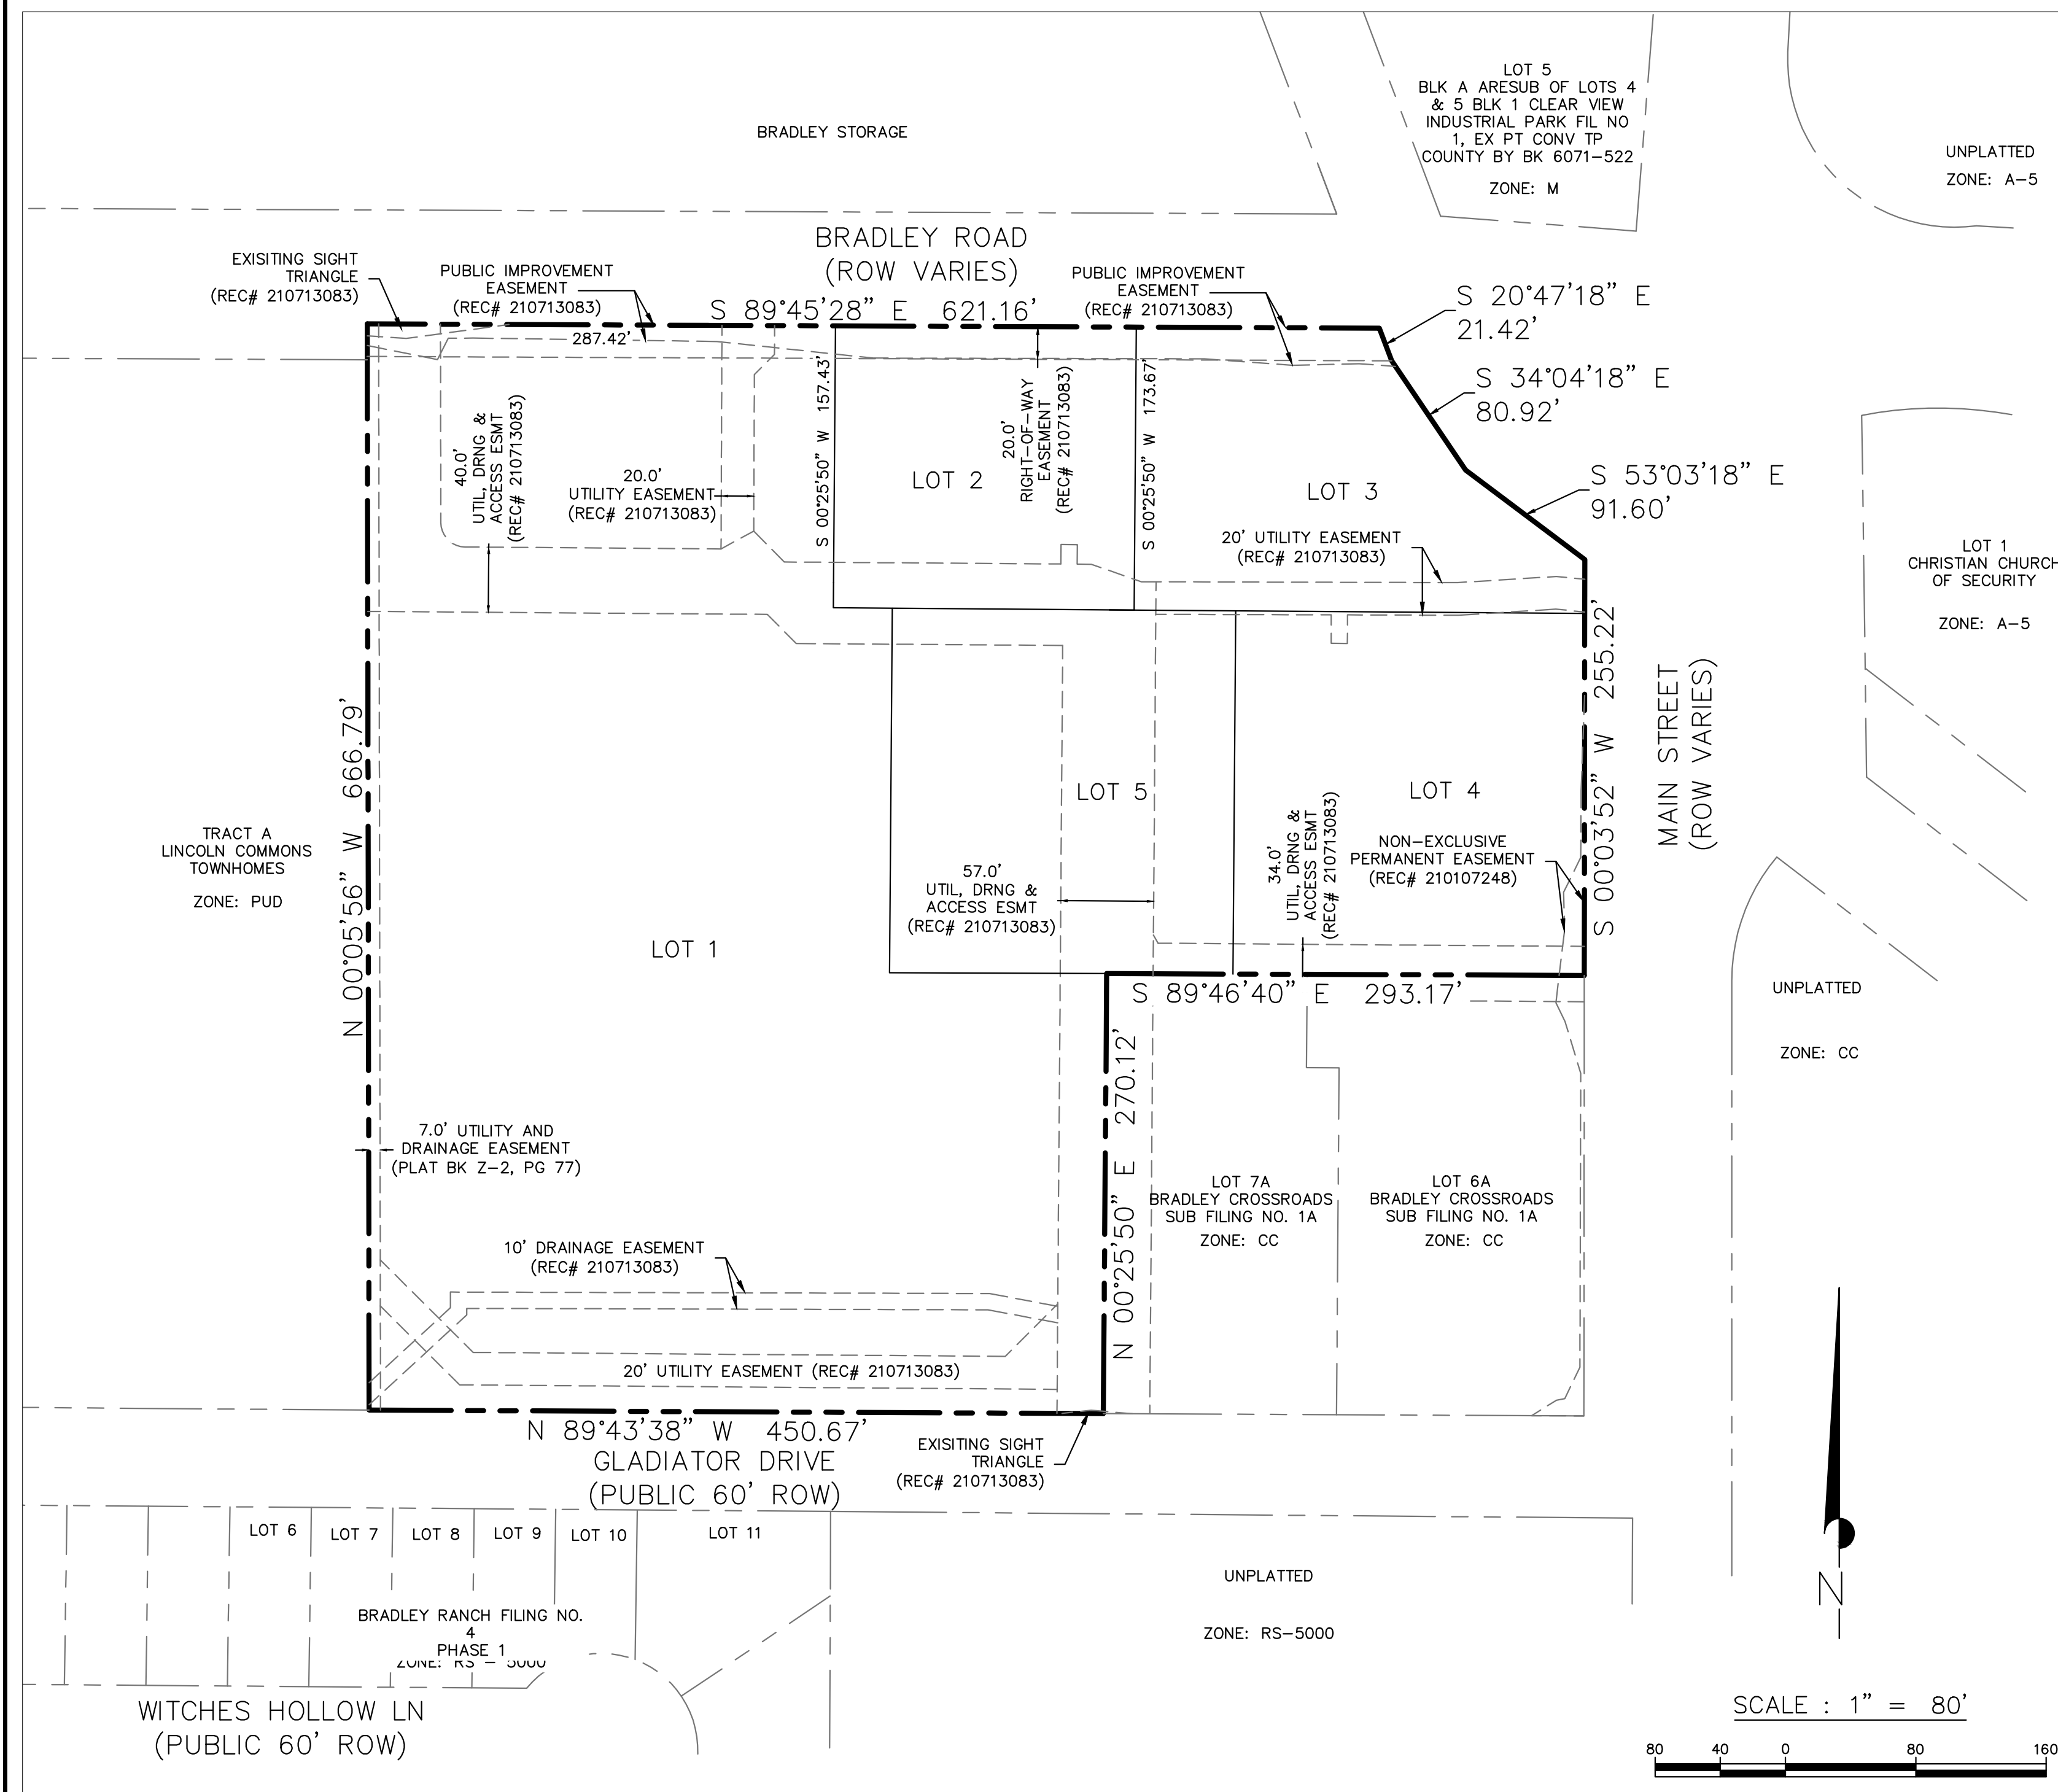 LOT 5
BLK A ARESUB OF LOTS 4
& 5 BLK 1 CLEAR VIEW
INDUSTRIAL PARK FIL NO
1, EX PT CONV TP
COUNTY BY BK 6071-522
ZONE: M
BRADLEY STORAGE
UNPLATTED
ZONE: A-5
BRADLEY ROAD
(ROW VARIES)
EXISITING SIGHT
TRIANGLE
(REC# 210713083)
PUBLIC IMPROVEMENT
EASEMENT
(REC# 210713083)
S 89°45'28" E 621.16'
PUBLIC IMPROVEMENT
EASEMENT
(REC# 210713083)
S 20°47'18" E
21.42'
287.42'
S 34°04'18" E
80.92'
S 53°03'18" E
91.60'
40.0'
UTIL, DRNG &
ACCESS ESMT
(REC# 210713083)
20.0'
UTILITY EASEMENT
(REC# 210713083)
S 00°25'50" W 157.43'
LOT 2
20.0'
RIGHT-OF-WAY
EASEMENT
(REC# 210713083)
S 00°25'50" W 173.67'
LOT 3
20' UTILITY EASEMENT
(REC# 210713083)
LOT 1
CHRISTIAN CHURCH
OF SECURITY
ZONE: A-5
N 00°05'56" W 666.79'
S 00°03'52" W 255.22'
MAIN STREET
(ROW VARIES)
TRACT A
LINCOLN COMMONS
TOWNHOMES
ZONE: PUD
LOT 5
LOT 4
57.0'
UTIL, DRNG &
ACCESS ESMT
(REC# 210713083)
34.0'
UTIL, DRNG &
ACCESS ESMT
(REC# 210713083)
NON-EXCLUSIVE
PERMANENT EASEMENT
(REC# 210107248)
LOT 1
S 89°46'40" E 293.17'
UNPLATTED
ZONE: CC
N 00°25'50" E 270.12'
7.0' UTILITY AND
DRAINAGE EASEMENT
(PLAT BK Z-2, PG 77)
LOT 7A
BRADLEY CROSSROADS
SUB FILING NO. 1A
ZONE: CC
LOT 6A
BRADLEY CROSSROADS
SUB FILING NO. 1A
ZONE: CC
10' DRAINAGE EASEMENT
(REC# 210713083)
20' UTILITY EASEMENT (REC# 210713083)
N 89°43'38" W 450.67'
GLADIATOR DRIVE
(PUBLIC 60' ROW)
EXISITING SIGHT
TRIANGLE
(REC# 210713083)
LOT 6
LOT 7
LOT 8
LOT 9
LOT 10
LOT 11
UNPLATTED
ZONE: RS-5000
BRADLEY RANCH FILING NO.
4
PHASE 1
ZONE: RS - 5000
WITCHES HOLLOW LN
(PUBLIC 60' ROW)
N
SCALE : 1" = 80'
80 40 0 80 160